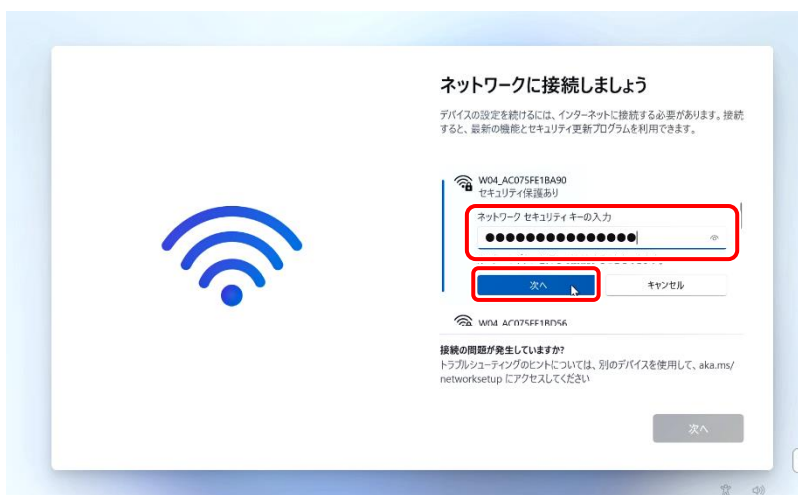 ネットワークに接続しましょう
デバイスの設定を続けるには、インターネットに接続する必要があります。接続
すると、最新の機能とセキュリティ更新プログラムを利用できます。
W04_AC075FE1BA90
セキュリティ保護あり
ネットワーク セキュリティ キーの入力
●●●●●●●●●●●●●●●
次へ
キャンセル
W04_AC075FE1BD56
接続の問題が発生していますか?
トラブルシューティングのヒントについては、別のデバイスを使用して、aka.ms/
networksetup にアクセスしてください
次へ